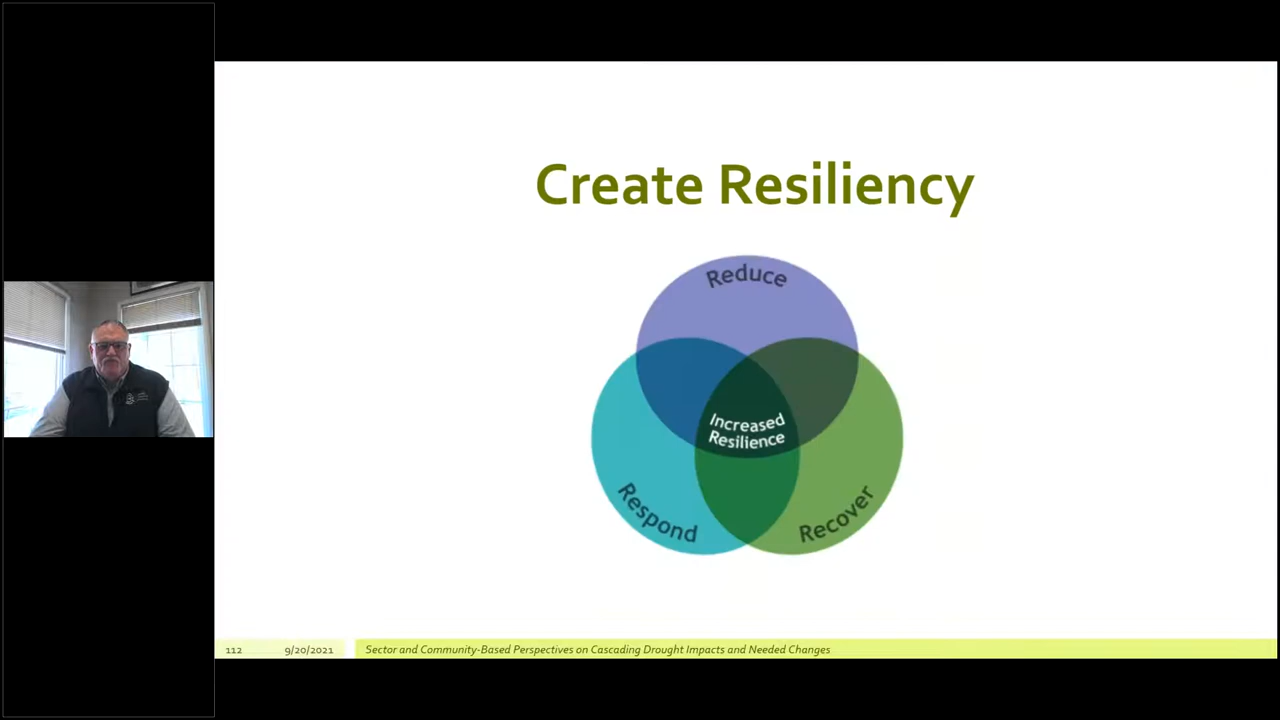 Create Resiliency
Reduce
Increased
Resilience
Respond
Recover
112 9/20/2021 Sector and Community-Based Perspectives on Cascading Drought Impacts and Needed Changes